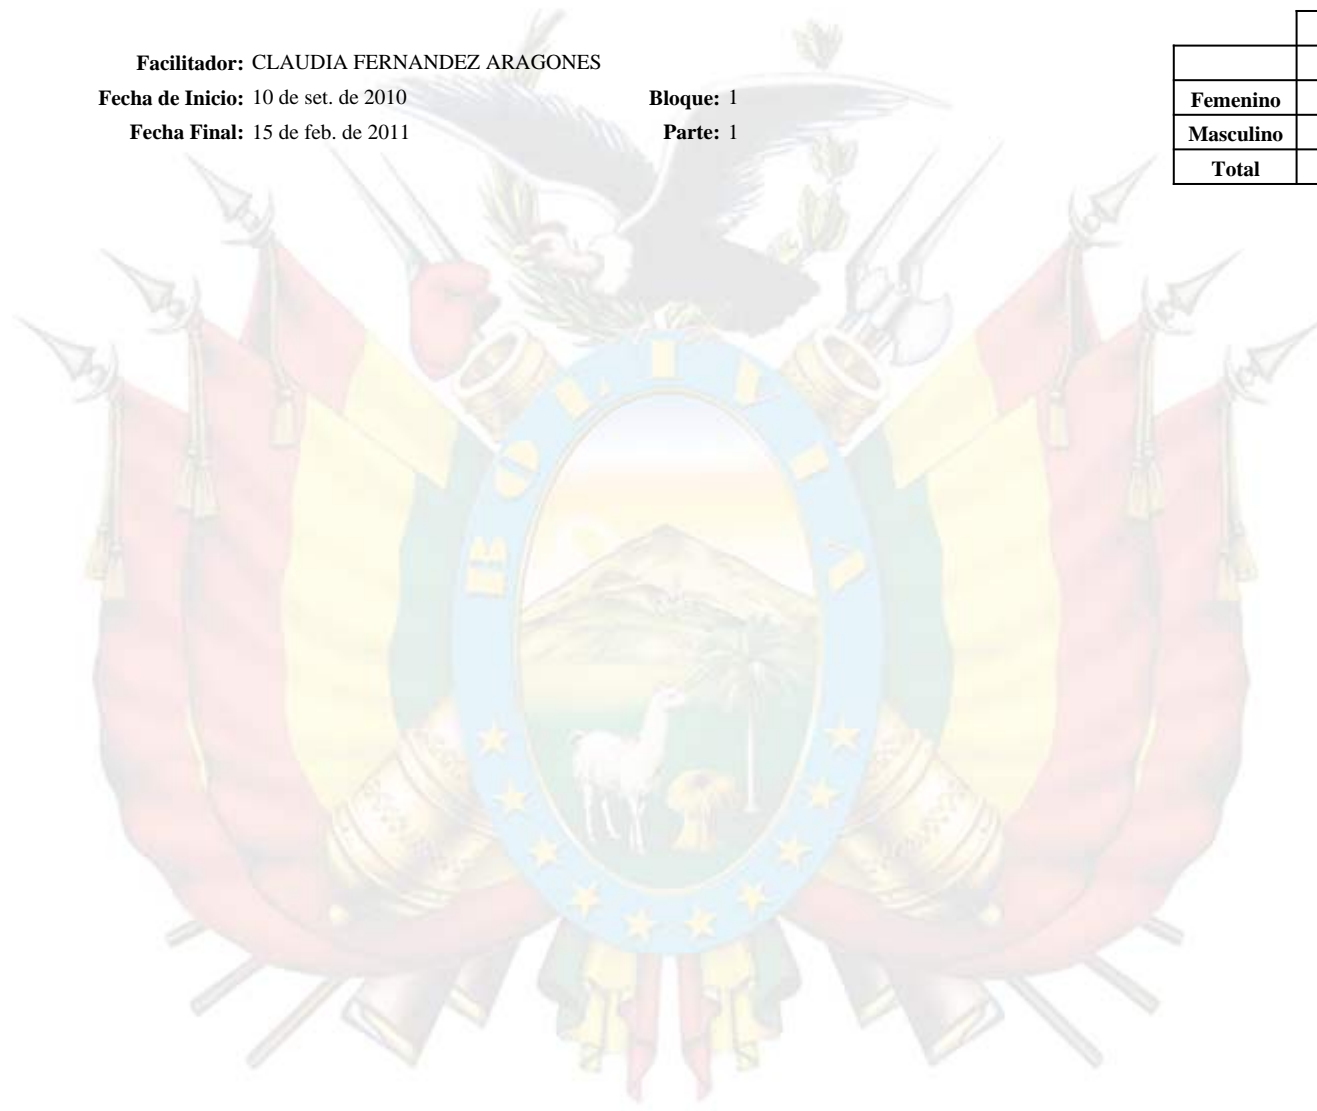 Facilitador: CLAUDIA FERNANDEZ ARAGONES
Fecha de Inicio: 10 de set. de 2010 Bloque: 1
Fecha Final: 15 de feb. de 2011 Parte: 1
Femenino
Masculino
Total
BOLIVIA